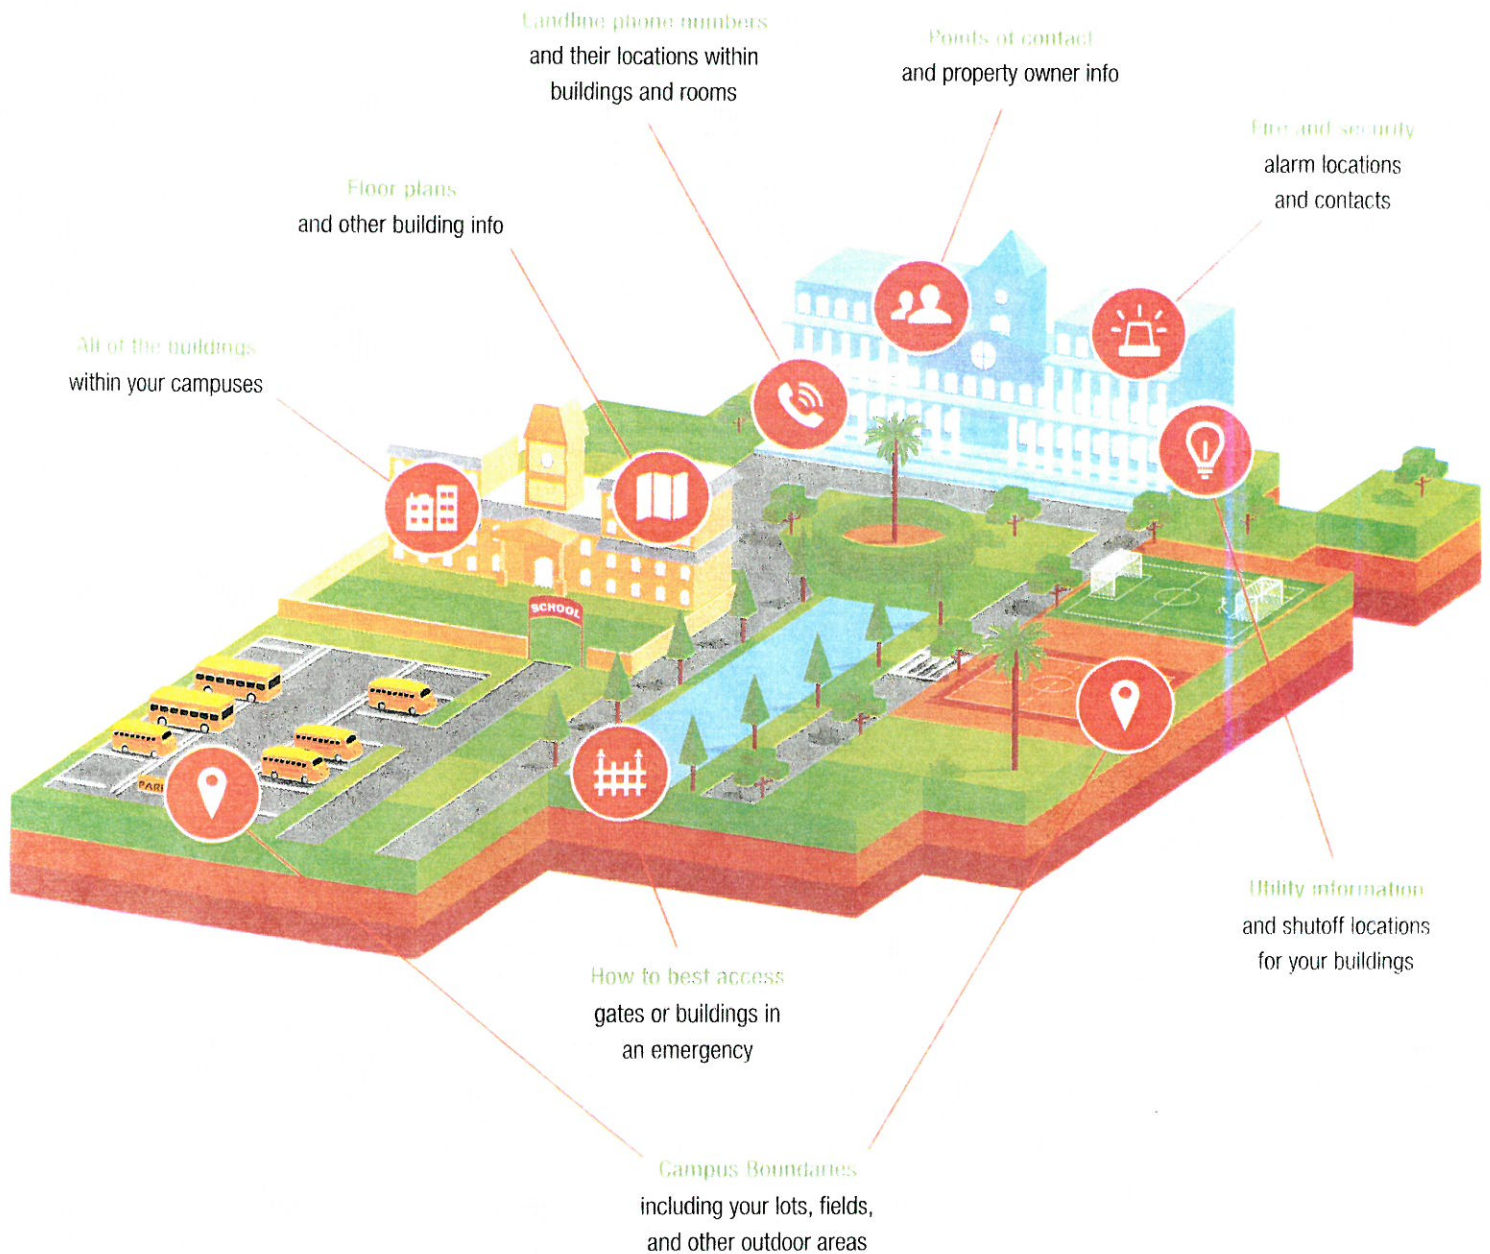 Landline phone numbers
and their locations within
buildings and rooms
Points of contact
and property owner info
Fire and security
alarm locations
and contacts
Floor plans
and other building info
All of the buildings
within your campuses
SCHOOL
PARK
Utility information
and shutoff locations
for your buildings
How to best access
gates or buildings in
an emergency
Campus Boundaries
including your lots, fields,
and other outdoor areas